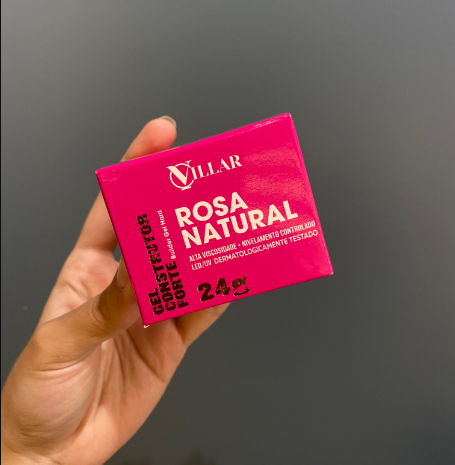 VILLAR
ROSA
NATURAL
ALTA VISCOSIDADE - NIVELAMENTO CONTROLADO
LED/UV DERMATOLOGICAMENTE TESTADO
GEL
CONSTRUTOR
FORTE Builder Gel Hard
24g